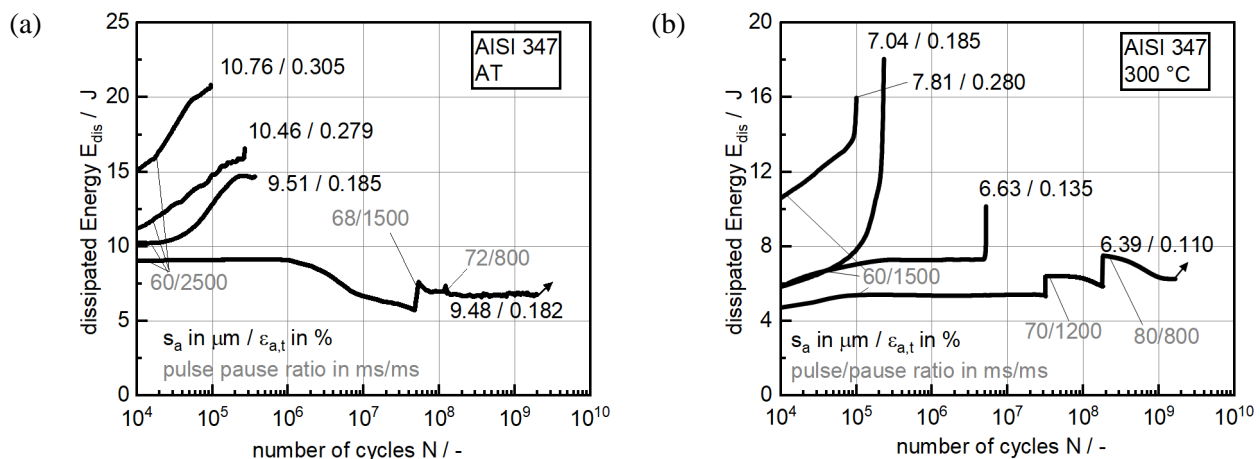 (a)
dissipated Energy E_dis / J
25
20
15
10
5
0
10^4
10^5
10^6
10^7
10^8
10^9
10^10
number of cycles N / -
AISI 347
AT
10.76 / 0.305
10.46 / 0.279
9.51 / 0.185
68/1500
72/800
60/2500
9.48 / 0.182
s_a in μm / ε_a,t in %
pulse pause ratio in ms/ms
(b)
dissipated Energy E_dis / J
20
16
12
8
4
0
10^4
10^5
10^6
10^7
10^8
10^9
10^10
number of cycles N / -
AISI 347
300 °C
7.04 / 0.185
7.81 / 0.280
6.63 / 0.135
6.39 / 0.110
60/1500
70/1200
80/800
s_a in μm / ε_a,t in %
pulse/pause ratio in ms/ms